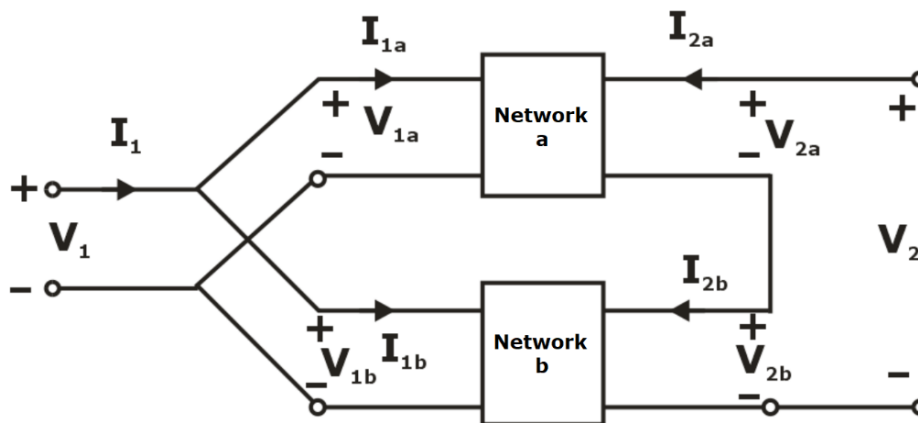 I1a
I2a
+
V1a
-
Network
a
+
V2a
-
+
I1
+
V1
-
V2
I2b
+
V1b
-
I1b
Network
b
+
V2b
-
-